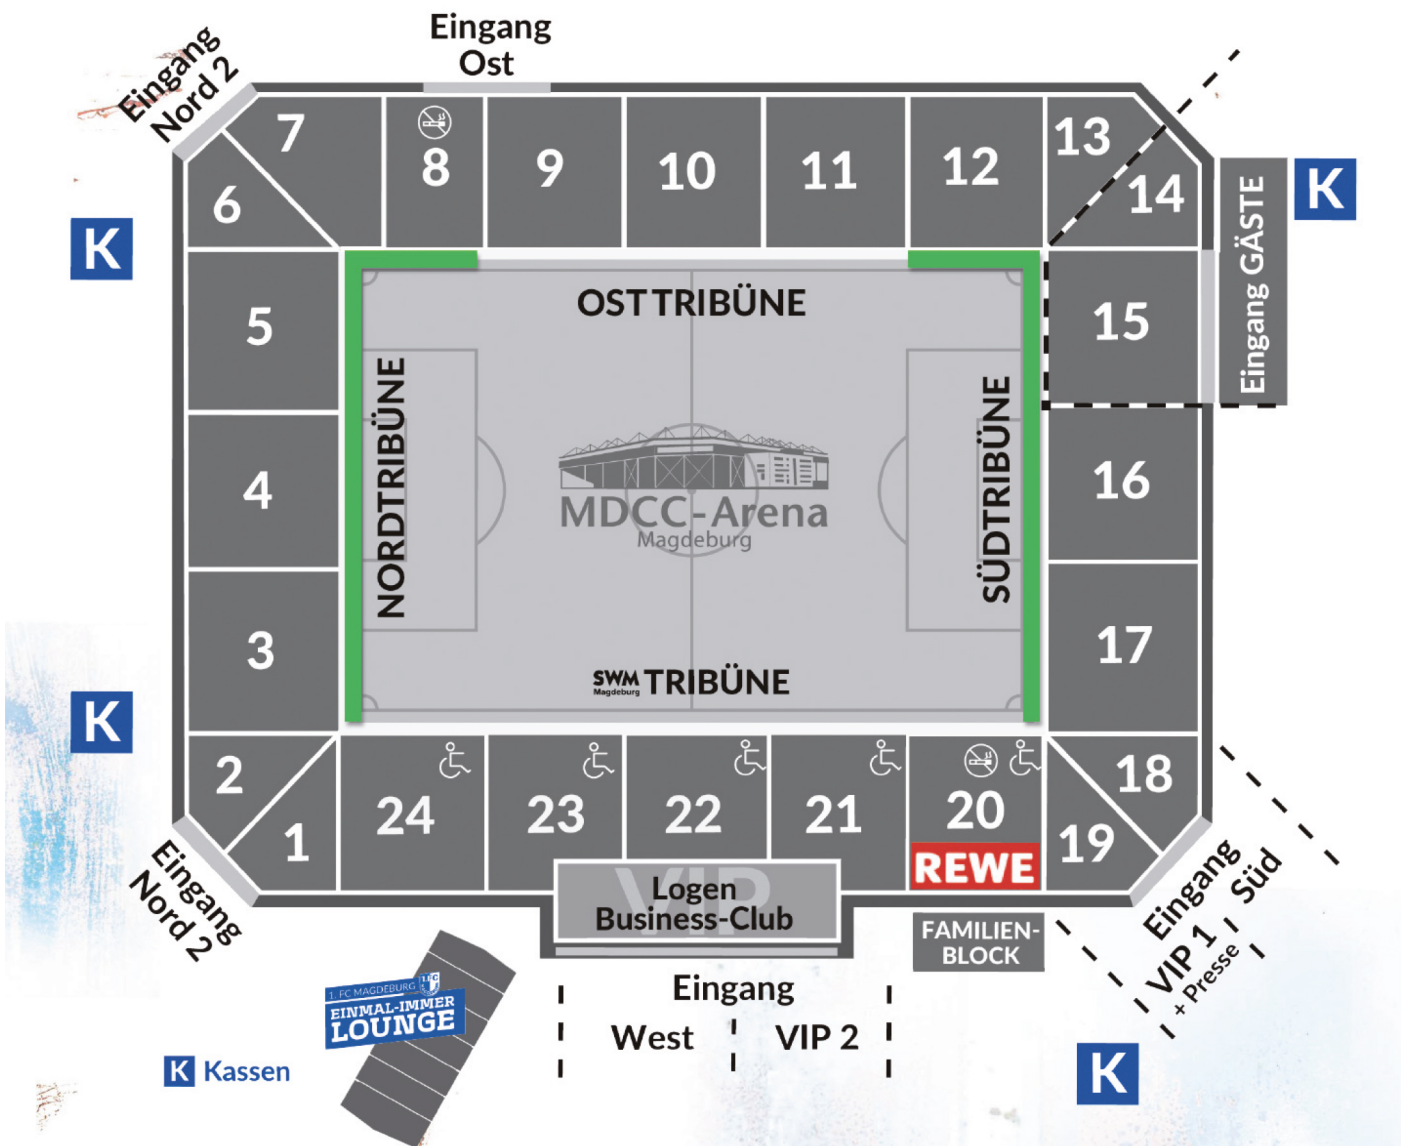 Eingang
Ost
Eingang
Nord 2
7
8
9
10
11
12
13
14
6
K
K
Eingang GÄSTE
5
OST TRIBÜNE
15
NORDTRIBÜNE
SÜDTRIBÜNE
4
MDCC-Arena
Magdeburg
16
3
17
K
SWM
Magdeburg
TRIBÜNE
2
1
24
23
22
21
20
REWE
19
18
VIP
Logen
Business-Club
FAMILIEN-
BLOCK
Eingang
Nord 2
Eingang
VIP 1 | Süd
+ Presse
Eingang
West
VIP 2
1. FC MAGDEBURG
1. FC
EINMAL-IMMER
LOUNGE
K Kassen
K